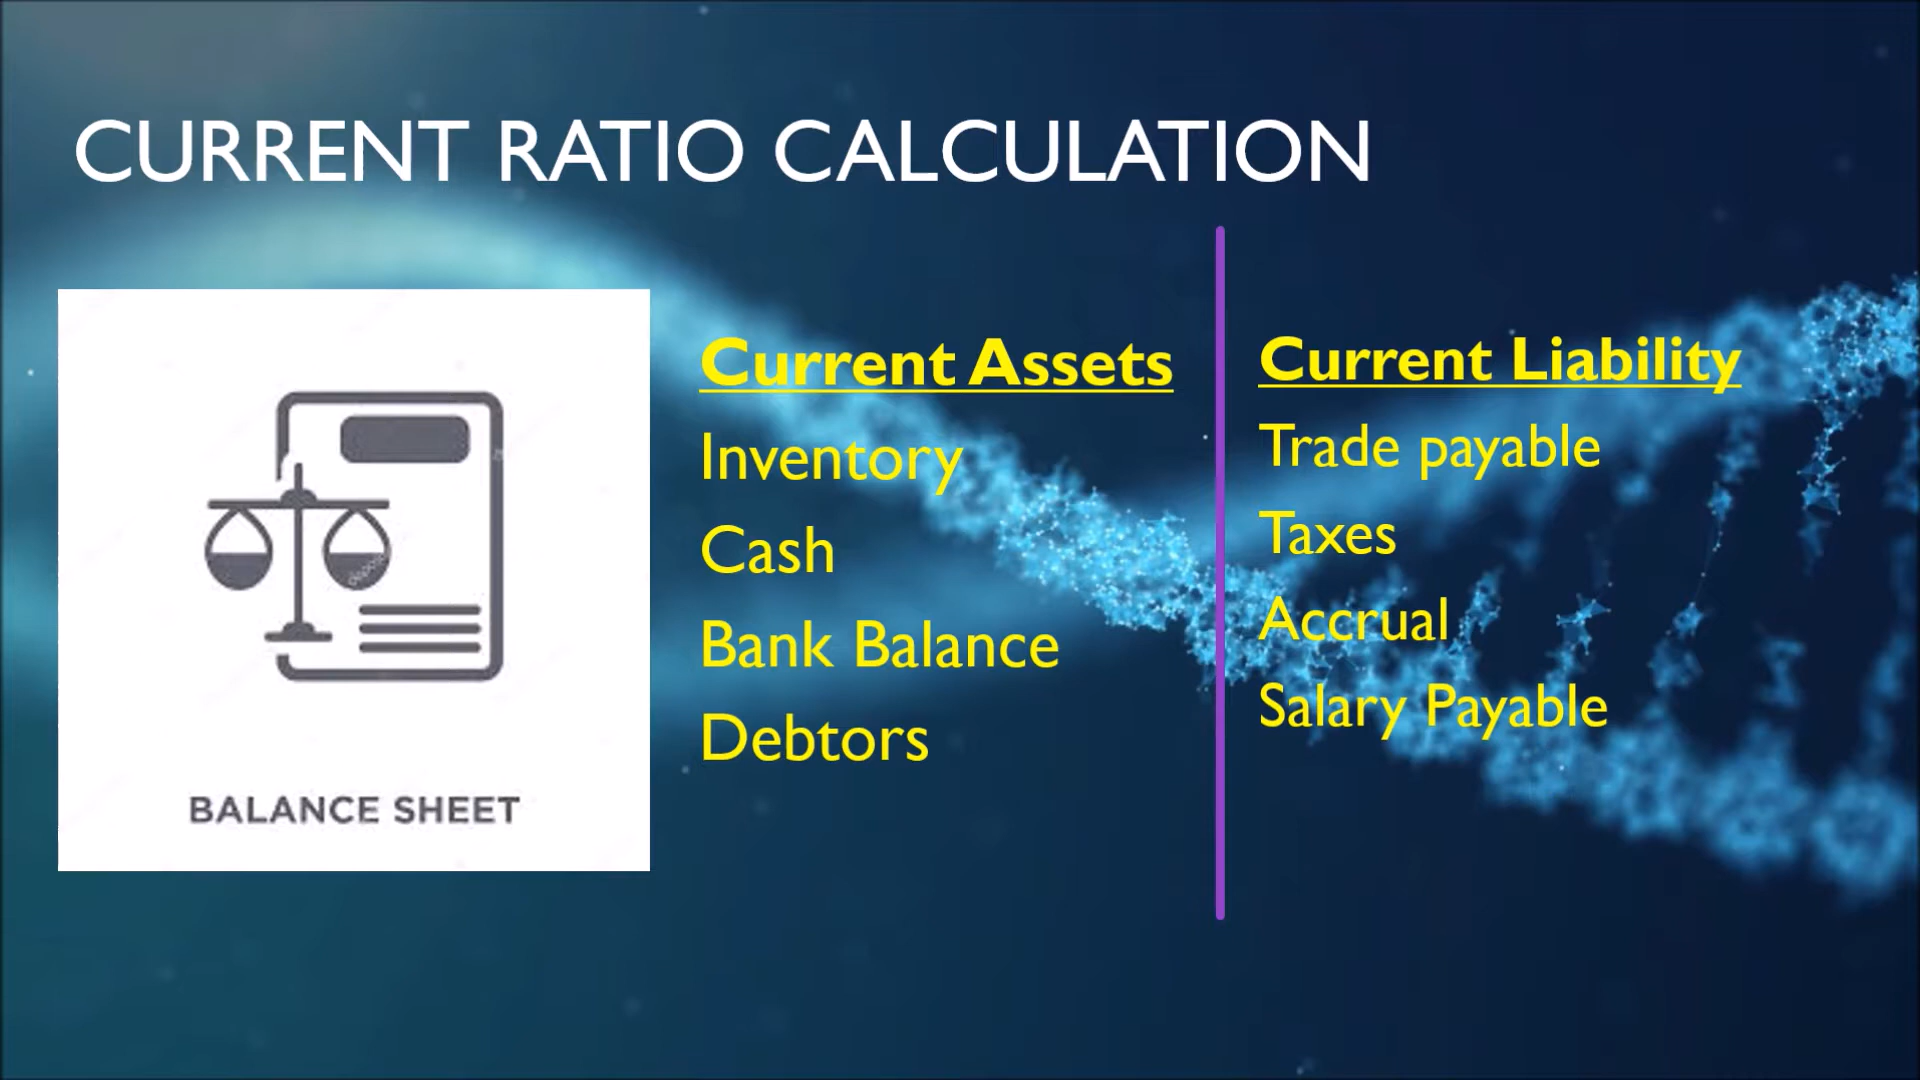 CURRENT RATIO CALCULATION
BALANCE SHEET
Current Assets
Inventory
Cash
Bank Balance
Debtors
Current Liability
Trade payable
Taxes
Accrual
Salary Payable